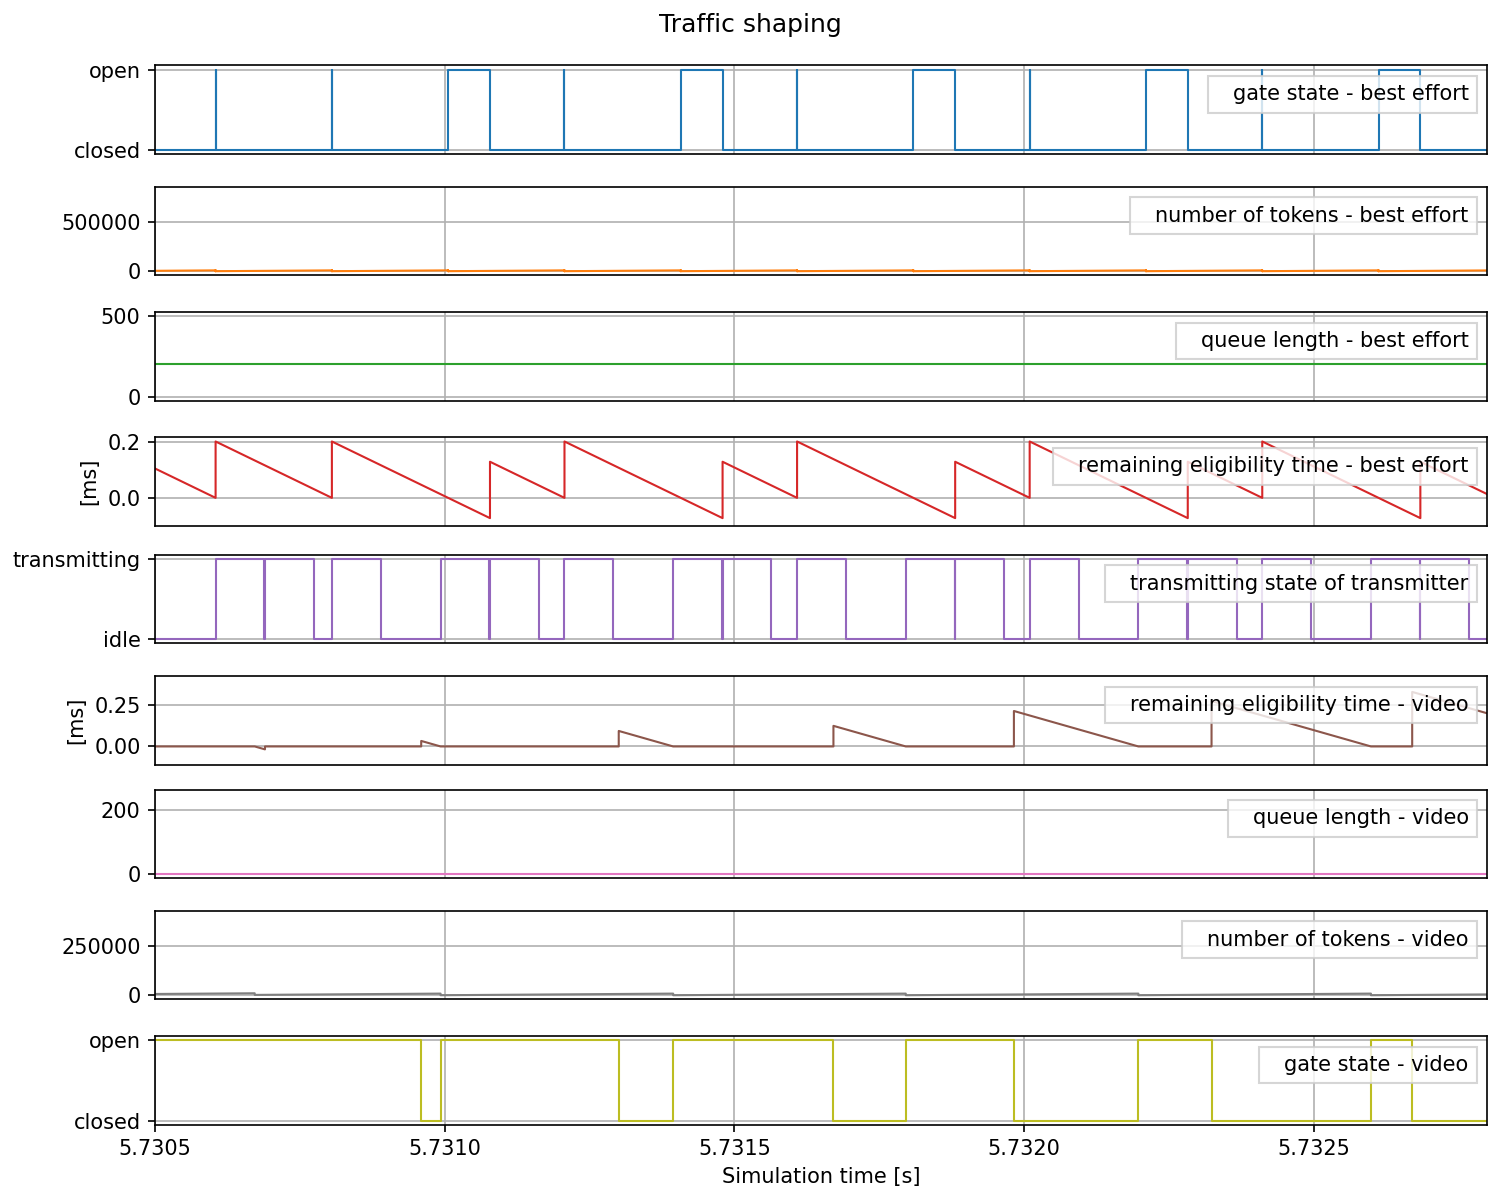 Traffic shaping
open
gate state - best effort
closed
500000
number of tokens - best effort
0
500
queue length - best effort
0
0.2
remaining eligibility time - best effort
[ms]
0.0
transmitting
transmitting state of transmitter
idle
0.25
remaining eligibility time - video
[ms]
0.00
200
queue length - video
0
250000
number of tokens - video
0
open
gate state - video
closed
5.7305 5.7310 5.7315 5.7320 5.7325
Simulation time [s]